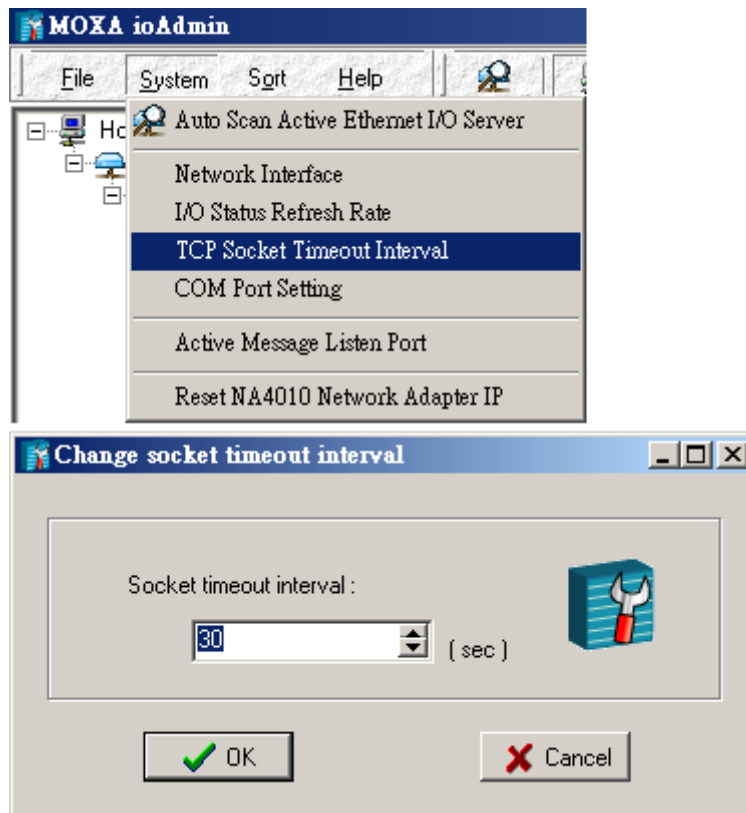 MOXA ioAdmin
File System Sort Help
Ho
Auto Scan Active Ethernet I/O Server
Network Interface
I/O Status Refresh Rate
TCP Socket Timeout Interval
COM Port Setting
Active Message Listen Port
Reset NA4010 Network Adapter IP
Change socket timeout interval
Socket timeout interval :
30
( sec )
OK Cancel